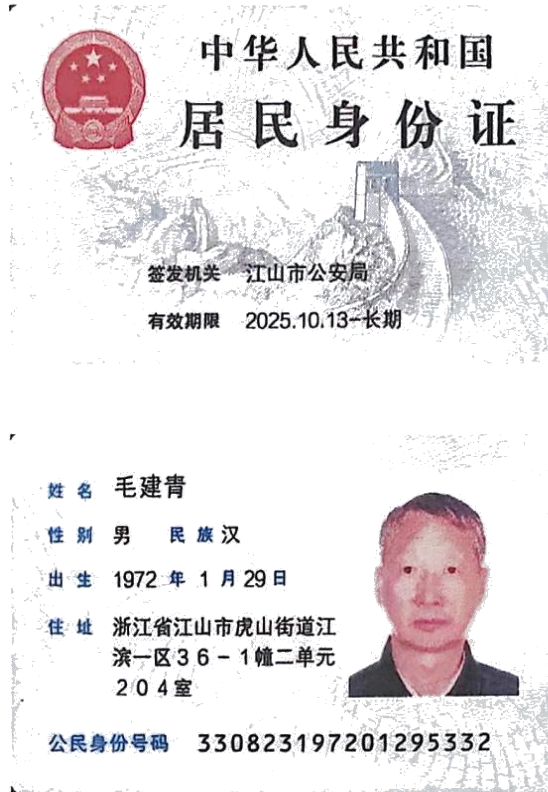 中华人民共和国
居民身份证
签发机关 江山市公安局
有效期限 2025.10.13-长期
姓名 毛建青
性别 男 民族 汉
出生 1972 年 1 月 29 日
住址 浙江省江山市虎山街道江
滨一区36-1幢二单元
204室
公民身份号码 330823197201295332